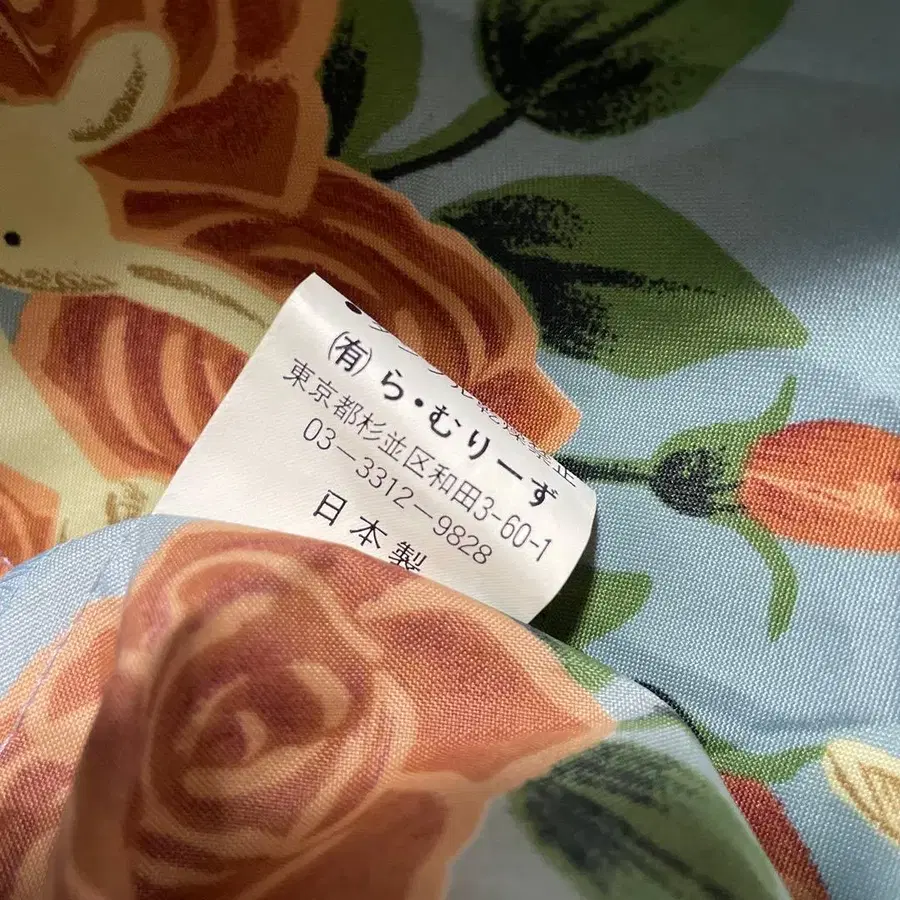 (有)ら・むりーず
東京都杉並区和田3-60-1
03-3312-9828
日本製